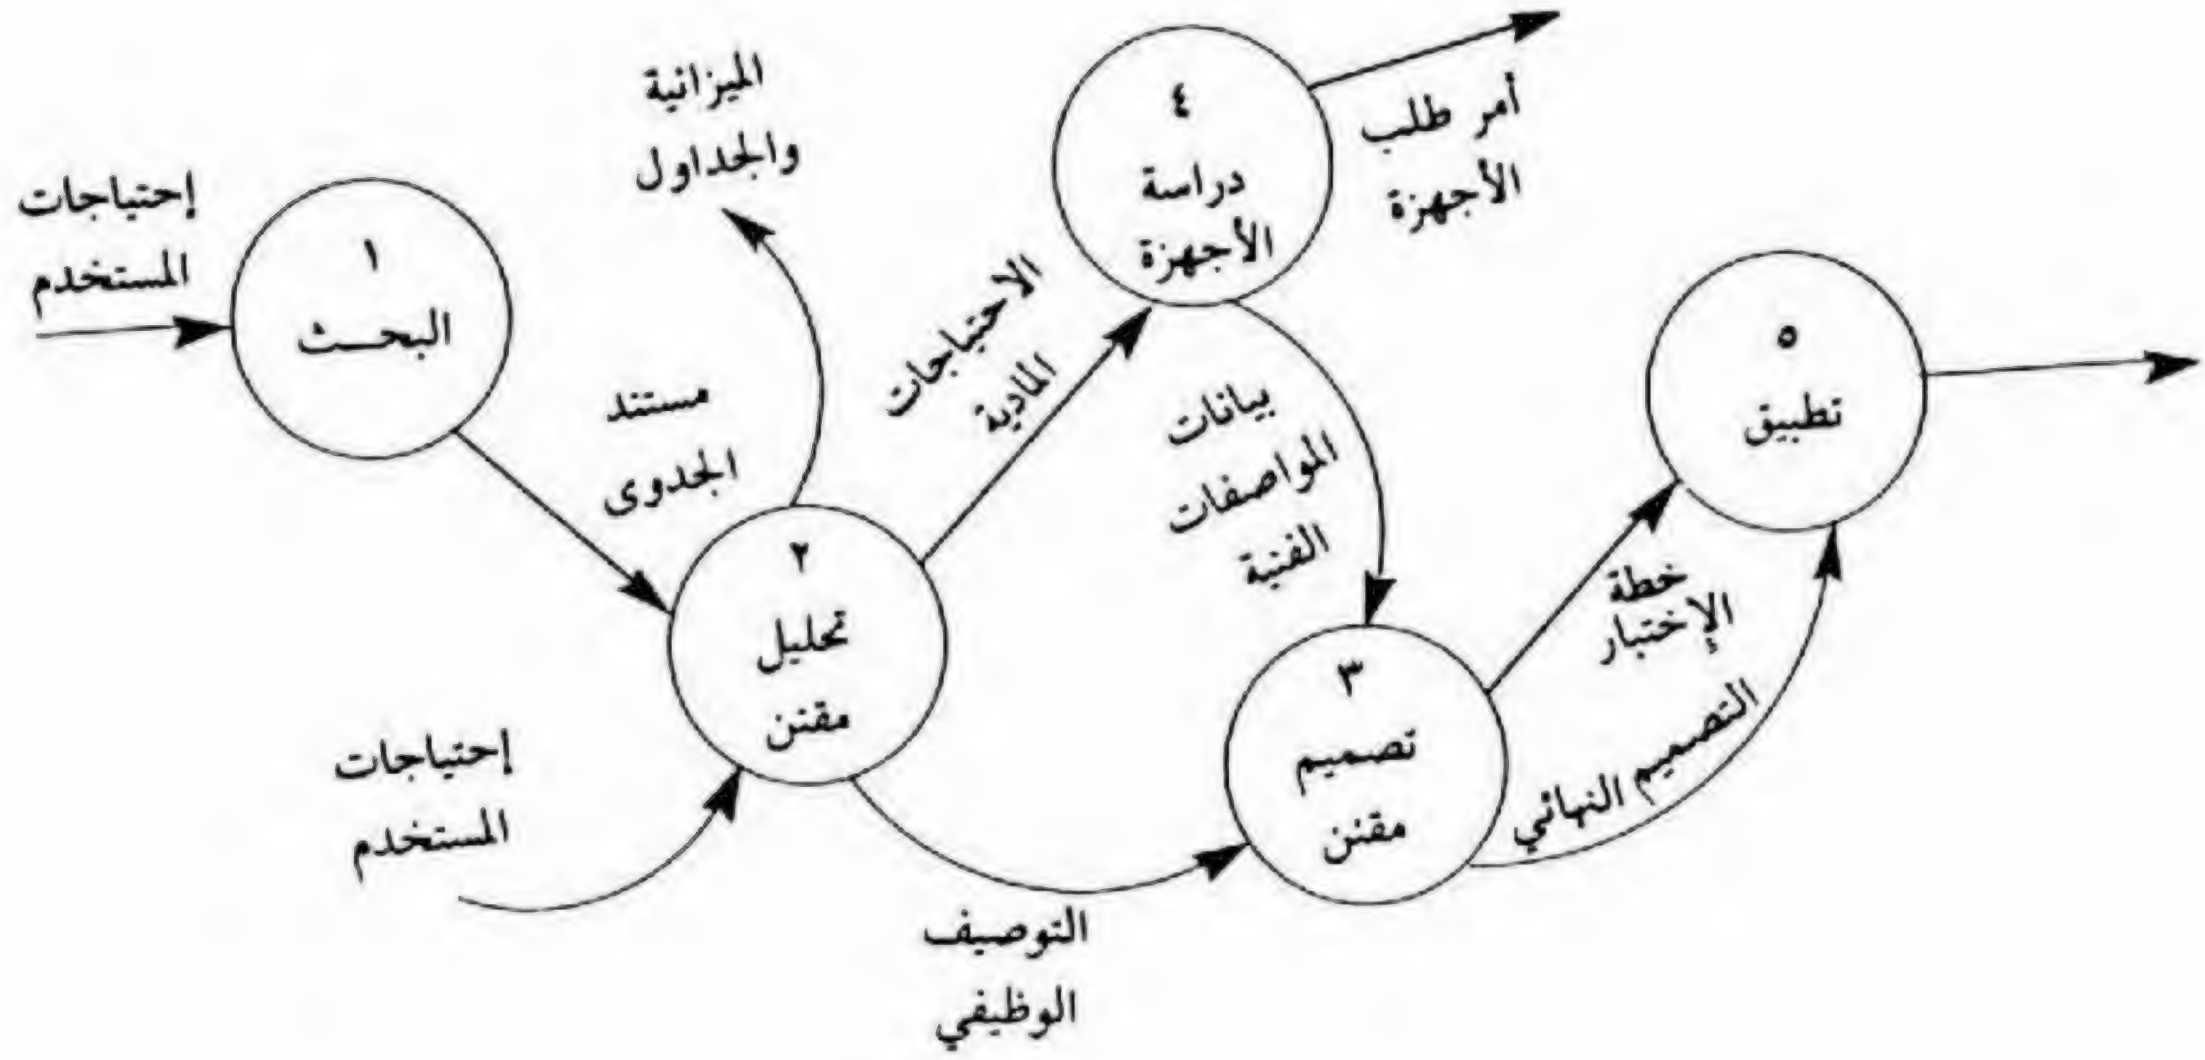 إحتياجات
المستخدم
١
البحــث
الميزانية
والجداول
مستند
الجدوى
٢
تحليل
مقنن
إحتياجات
المستخدم
الاحتياجات
المادية
٤
دراسة
الأجهزة
أمر طلب
الأجهزة
بيانات
المواصفات
الفنية
التوصيف
الوظيفي
٣
تصميم
مقنن
خطة
الإختبار
التصميم النهائي
٥
تطبيق